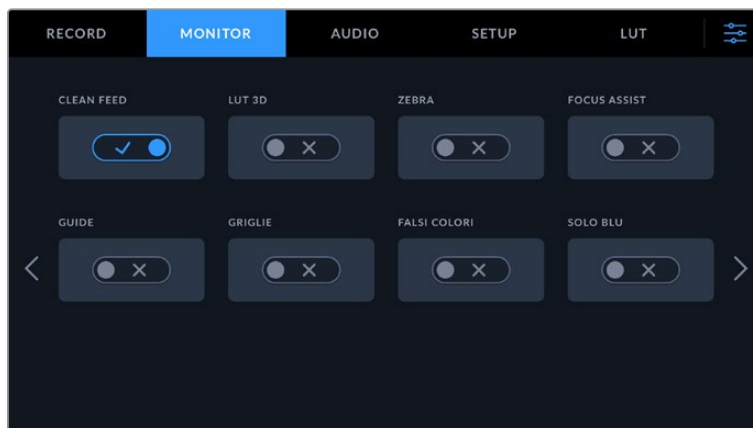 RECORD MONITOR AUDIO SETUP LUT
CLEAN FEED LUT 3D ZEBRA FOCUS ASSIST
GUIDE GRIGLIE FALSI COLORI SOLO BLU